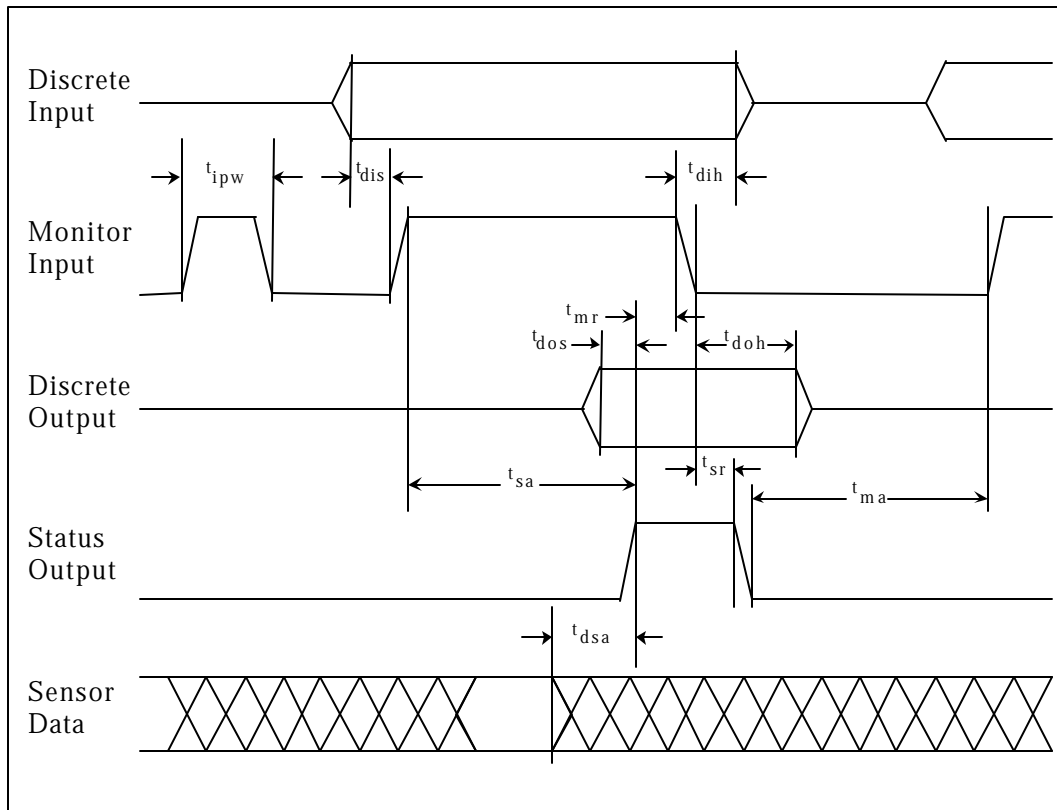 Discrete
Input
t ipw
t dis
t dih
Monitor
Input
t mr
t dos
t doh
Discrete
Output
t sa
t sr
t ma
Status
Output
t dsa
Sensor
Data